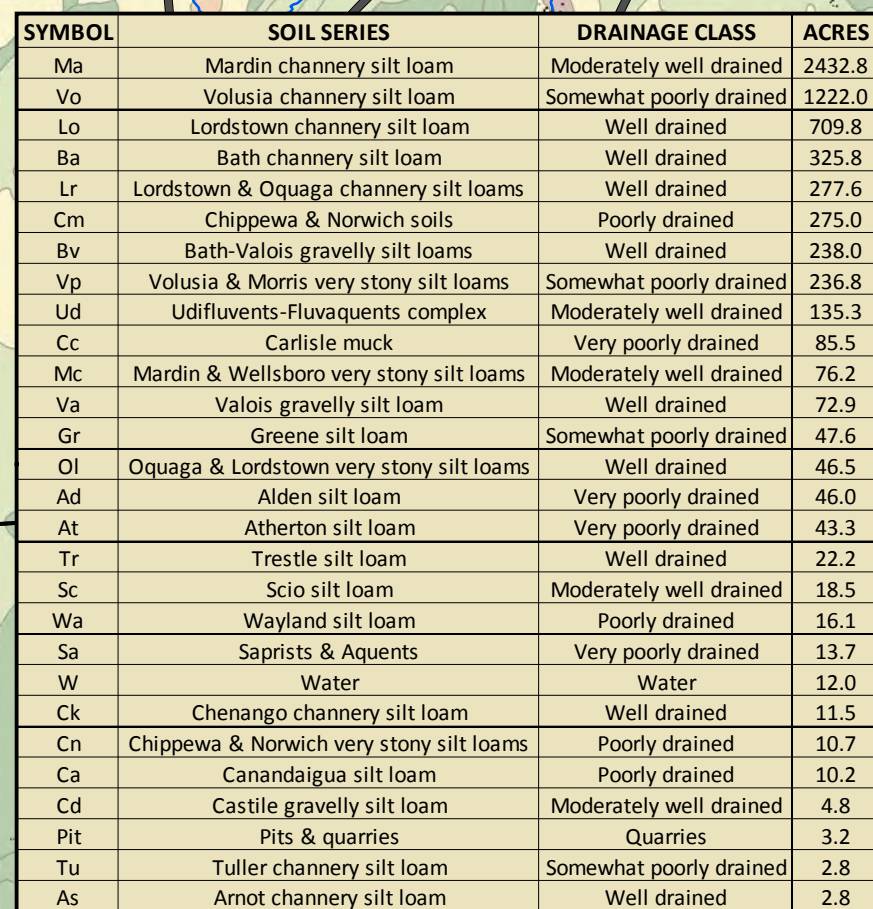 SYMBOL SOIL SERIES DRAINAGE CLASS ACRES
Ma Mardin channery silt loam Moderately well drained 2432.8
Vo Volusia channery silt loam Somewhat poorly drained 1222.0
Lo Lordstown channery silt loam Well drained 709.8
Ba Bath channery silt loam Well drained 325.8
Lr Lordstown & Oquaga channery silt loams Well drained 277.6
Cm Chippewa & Norwich soils Poorly drained 275.0
Bv Bath-Valois gravelly silt loams Well drained 238.0
Vp Volusia & Morris very stony silt loams Somewhat poorly drained 236.8
Ud Udifluvents-Fluvaquents complex Moderately well drained 135.3
Cc Carlisle muck Very poorly drained 85.5
Mc Mardin & Wellsboro very stony silt loams Moderately well drained 76.2
Va Valois gravelly silt loam Well drained 72.9
Gr Greene silt loam Somewhat poorly drained 47.6
Ol Oquaga & Lordstown very stony silt loams Well drained 46.5
Ad Alden silt loam Very poorly drained 46.0
At Atherton silt loam Very poorly drained 43.3
Tr Trestle silt loam Well drained 22.2
Sc Scio silt loam Moderately well drained 18.5
Wa Wayland silt loam Poorly drained 16.1
Sa Saprists & Aquents Very poorly drained 13.7
W Water Water 12.0
Ck Chenango channery silt loam Well drained 11.5
Cn Chippewa & Norwich very stony silt loams Poorly drained 10.7
Ca Canandaigua silt loam Poorly drained 10.2
Cd Castile gravelly silt loam Moderately well drained 4.8
Pit Pits & quarries Quarries 3.2
Tu Tuller channery silt loam Somewhat poorly drained 2.8
As Arnot channery silt loam Well drained 2.8